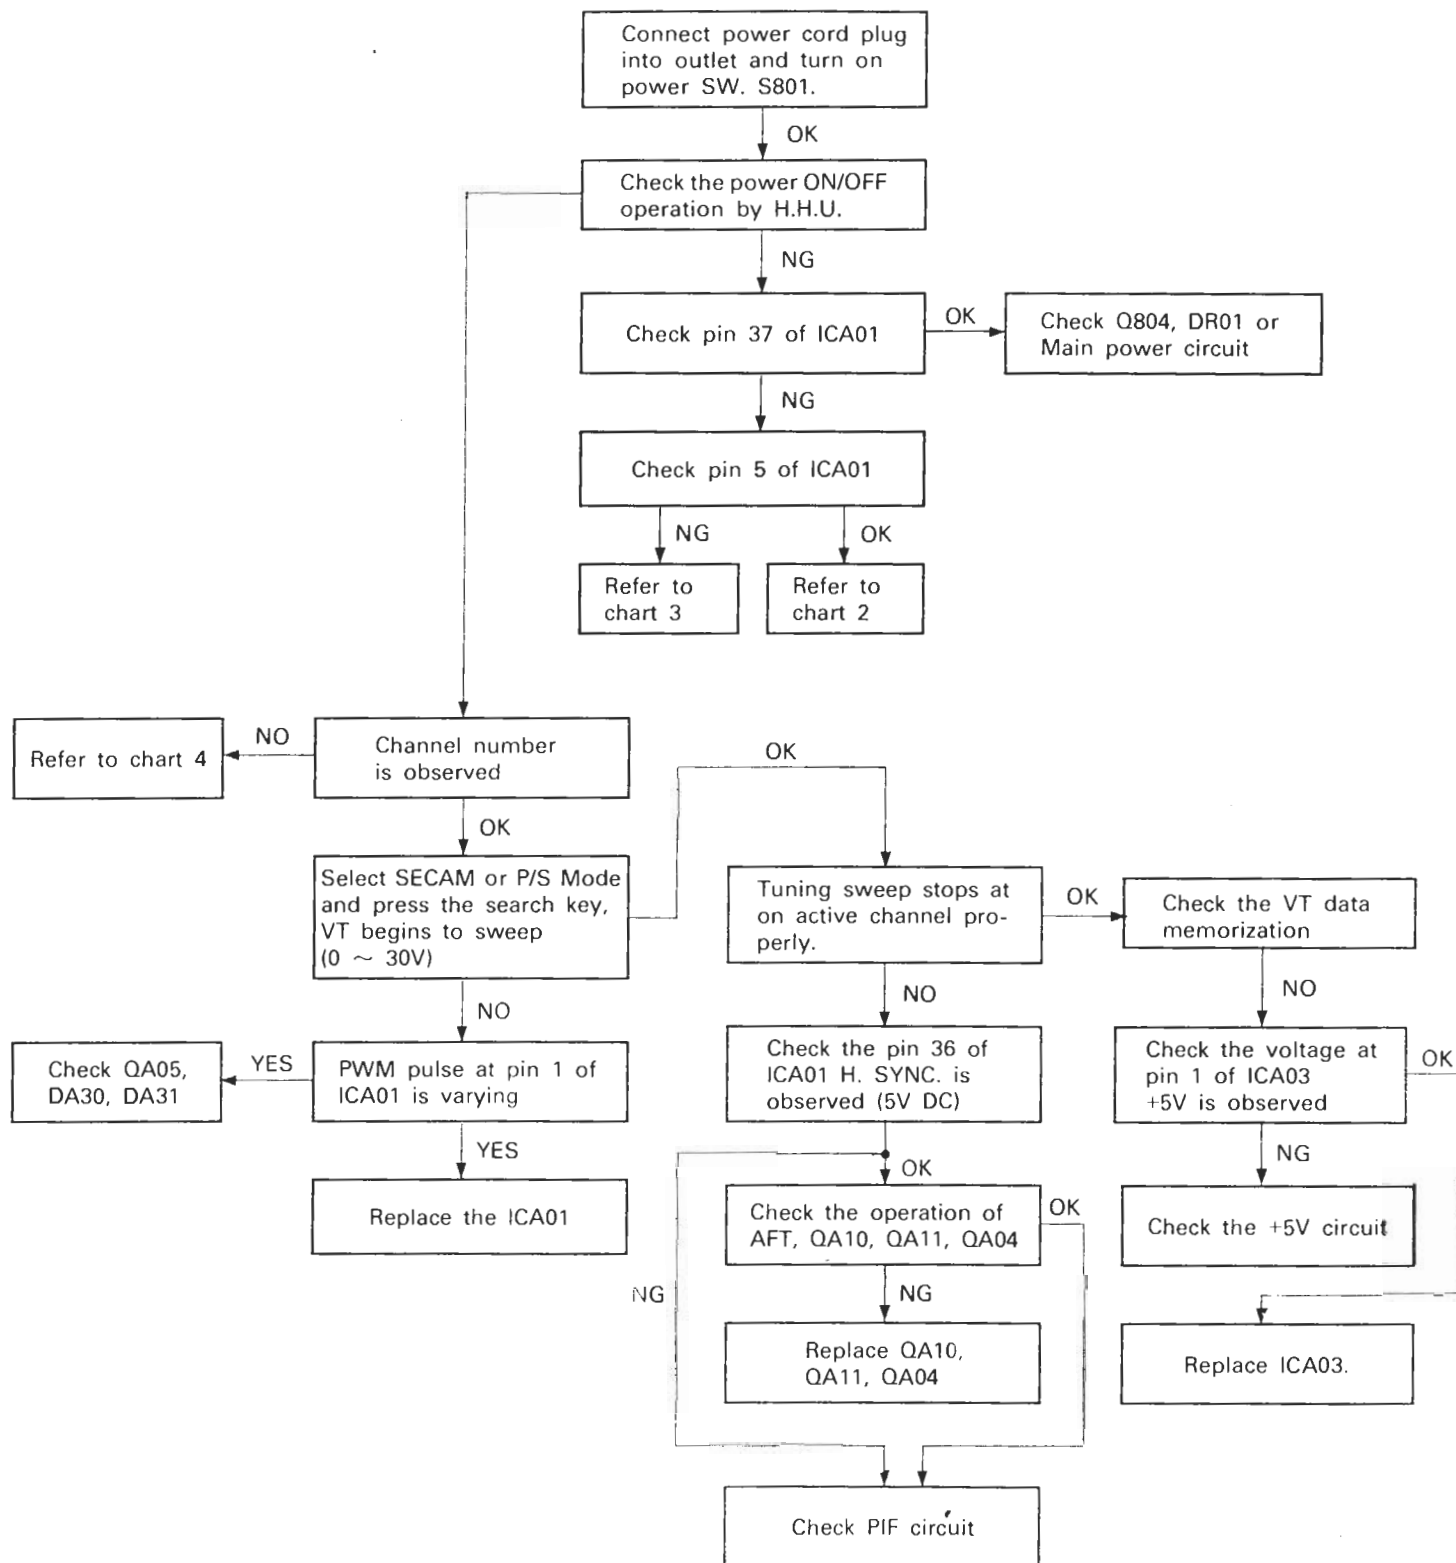 Connect power cord plug
into outlet and turn on
power SW. S801.
OK
Check the power ON/OFF
operation by H.H.U.
NG
Check pin 37 of ICA01
OK
Check Q804, DR01 or
Main power circuit
NG
Check pin 5 of ICA01
NG
OK
Refer to
chart 3
Refer to
chart 2
Refer to chart 4
NO
Channel number
is observed
OK
OK
Select SECAM or P/S Mode
and press the search key,
VT begins to sweep
(0 ~ 30V)
Tuning sweep stops at
on active channel pro-
perly.
OK
Check the VT data
memorization
NO
NO
NO
Check QA05,
DA30, DA31
YES
PWM pulse at pin 1 of
ICA01 is varying
Check the pin 36 of
ICA01 H. SYNC. is
observed (5V DC)
Check the voltage at
pin 1 of ICA03
+5V is observed
OK
YES
OK
NG
Replace the ICA01
Check the operation of
AFT, QA10, QA11, QA04
OK
Check the +5V circuit
NG
NG
Replace QA10,
QA11, QA04
Replace ICA03.
Check PIF circuit